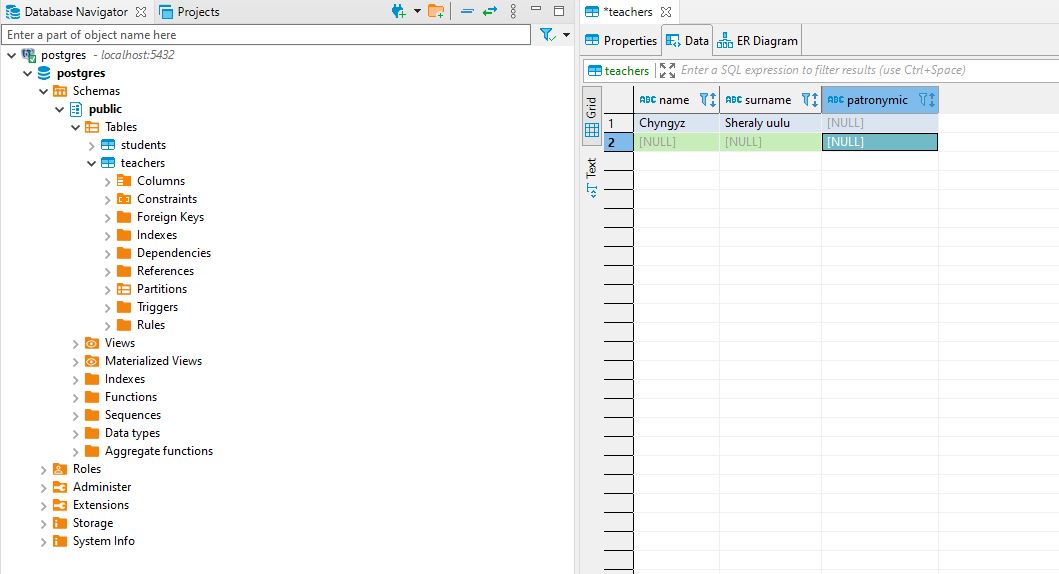 Database Navigator
Projects
Enter a part of object name here
postgres - localhost:5432
postgres
Schemas
public
Tables
students
teachers
Columns
Constraints
Foreign Keys
Indexes
Dependencies
References
Partitions
Triggers
Rules
Views
Materialized Views
Indexes
Functions
Sequences
Data types
Aggregate functions
Roles
Administer
Extensions
Storage
System Info
*teachers
Properties Data ER Diagram
teachers Enter a SQL expression to filter results (use Ctrl+Space)
Grid
Text
ABC name ABC surname ABC patronymic
1 Chyngyz Sheraly uulu [NULL]
2 [NULL] [NULL] [NULL]